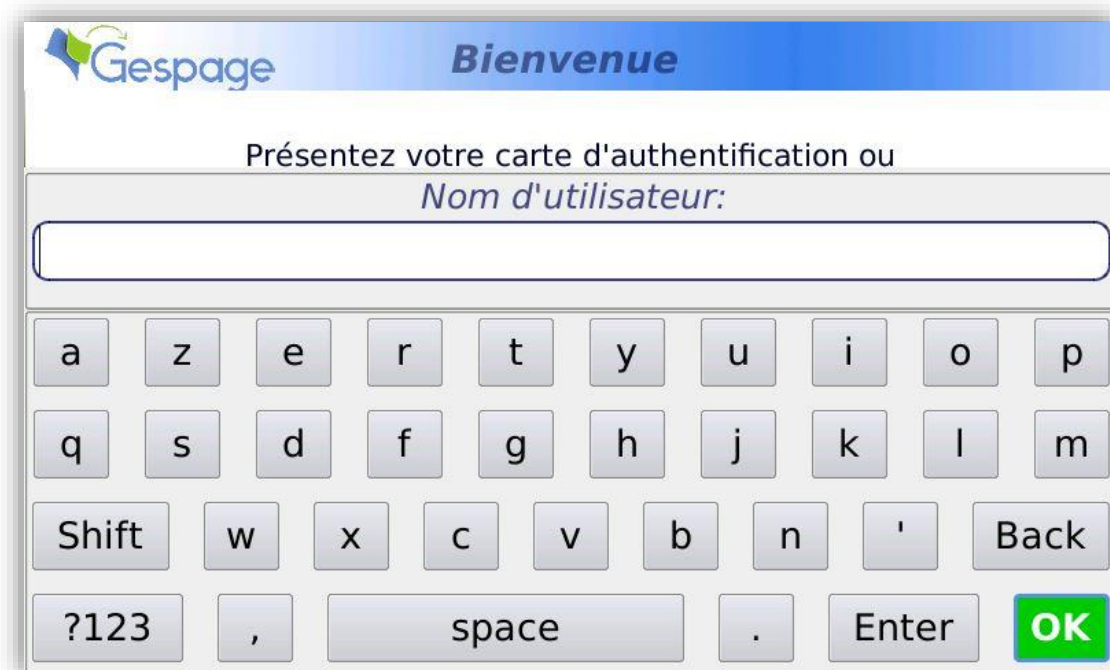 Gespage
Bienvenue
Présentez votre carte d'authentification ou
Nom d'utilisateur:
a z e r t y u i o p
q s d f g h j k l m
Shift w x c v b n ' Back
?123 , space . Enter OK